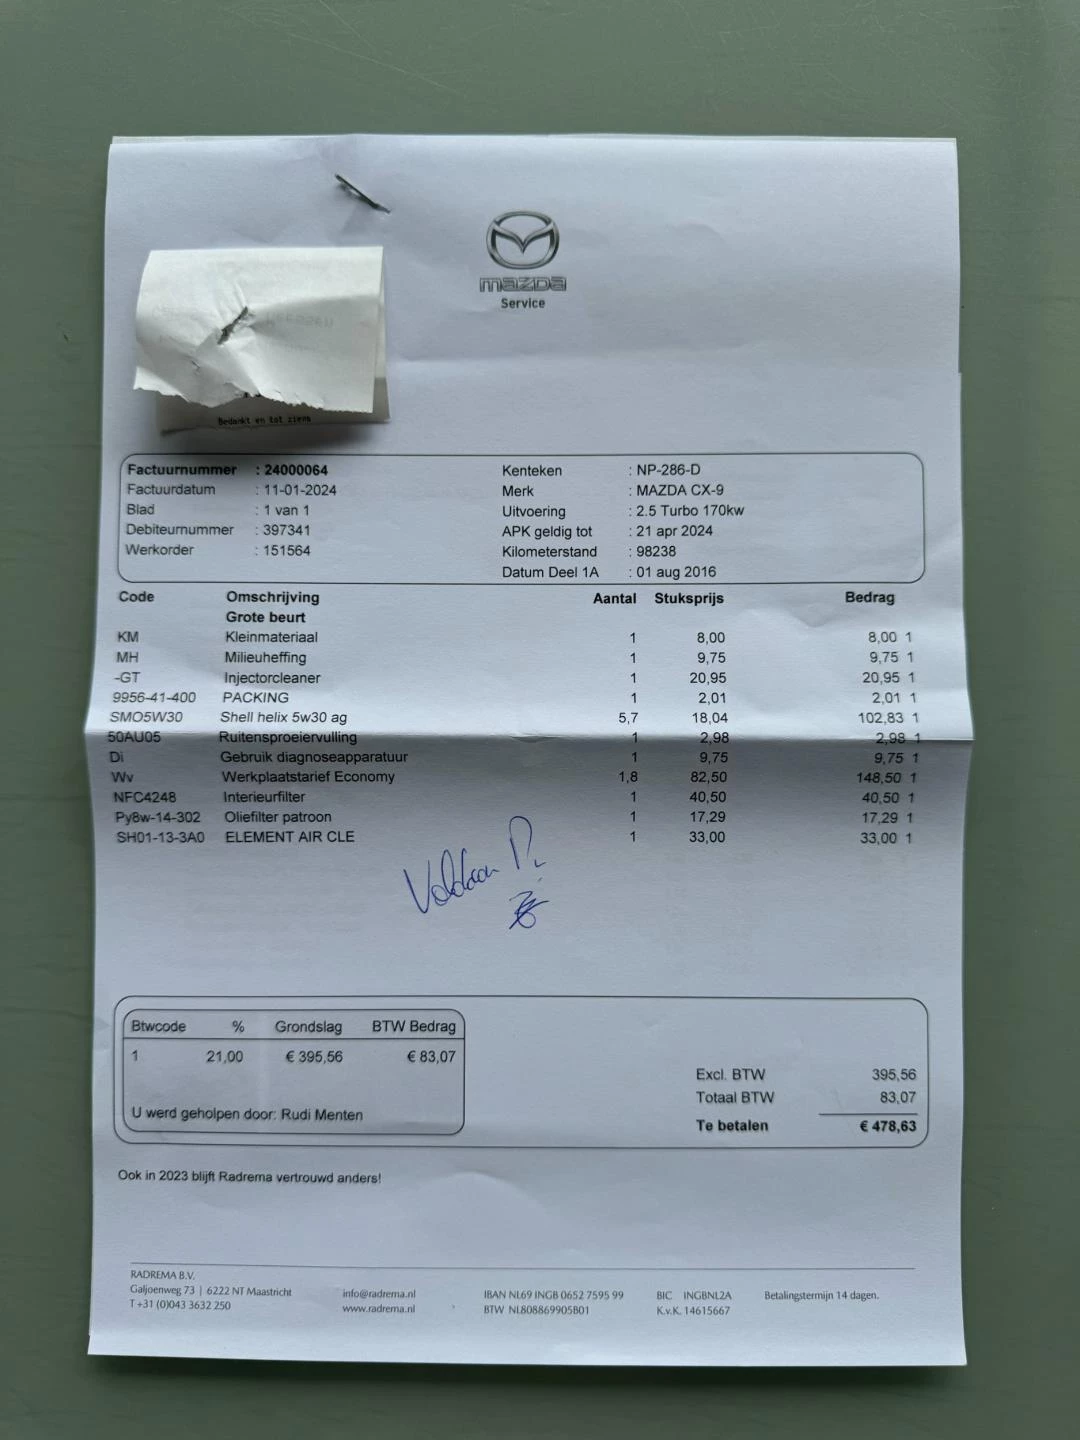 mazda
Service
Bedankt en tot ziens
Factuurnummer : 24000064
Factuurdatum : 11-01-2024
Blad : 1 van 1
Debiteurnummer : 397341
Werkorder : 151564
Kenteken : NP-286-D
Merk : MAZDA CX-9
Uitvoering : 2.5 Turbo 170kw
APK geldig tot : 21 apr 2024
Kilometerstand : 98238
Datum Deel 1A : 01 aug 2016
Code Omschrijving Aantal Stuksprijs Bedrag
Grote beurt
KM Kleinmateriaal 1 8,00 8,00 1
MH Milieuheffing 1 9,75 9,75 1
-GT Injectorcleaner 1 20,95 20,95 1
9956-41-400 PACKING 1 2,01 2,01 1
SMO5W30 Shell helix 5w30 ag 5,7 18,04 102,83 1
50AU05 Ruitensproeiervulling 1 2,98 2,98 1
Di Gebruik diagnoseapparatuur 1 9,75 9,75 1
Wv Werkplaatstarief Economy 1,8 82,50 148,50 1
NFC4248 Interieurfilter 1 40,50 40,50 1
Py8w-14-302 Oliefilter patroon 1 17,29 17,29 1
SH01-13-3A0 ELEMENT AIR CLE 1 33,00 33,00 1
Voldaan
Btwcode % Grondslag BTW Bedrag
1 21,00 € 395,56 € 83,07
U werd geholpen door: Rudi Menten
Excl. BTW 395,56
Totaal BTW 83,07
Te betalen € 478,63
Ook in 2023 blijft Radrema vertrouwd anders!
RADREMA B.V.
Galjoenweg 73 | 6222 NT Maastricht
T +31 (0)043 3632 250
info@radrema.nl
www.radrema.nl
IBAN NL69 INGB 0652 7595 99
BTW NL808869905B01
BIC INGBNL2A
K.v.K. 14615667
Betalingstermijn 14 dagen.